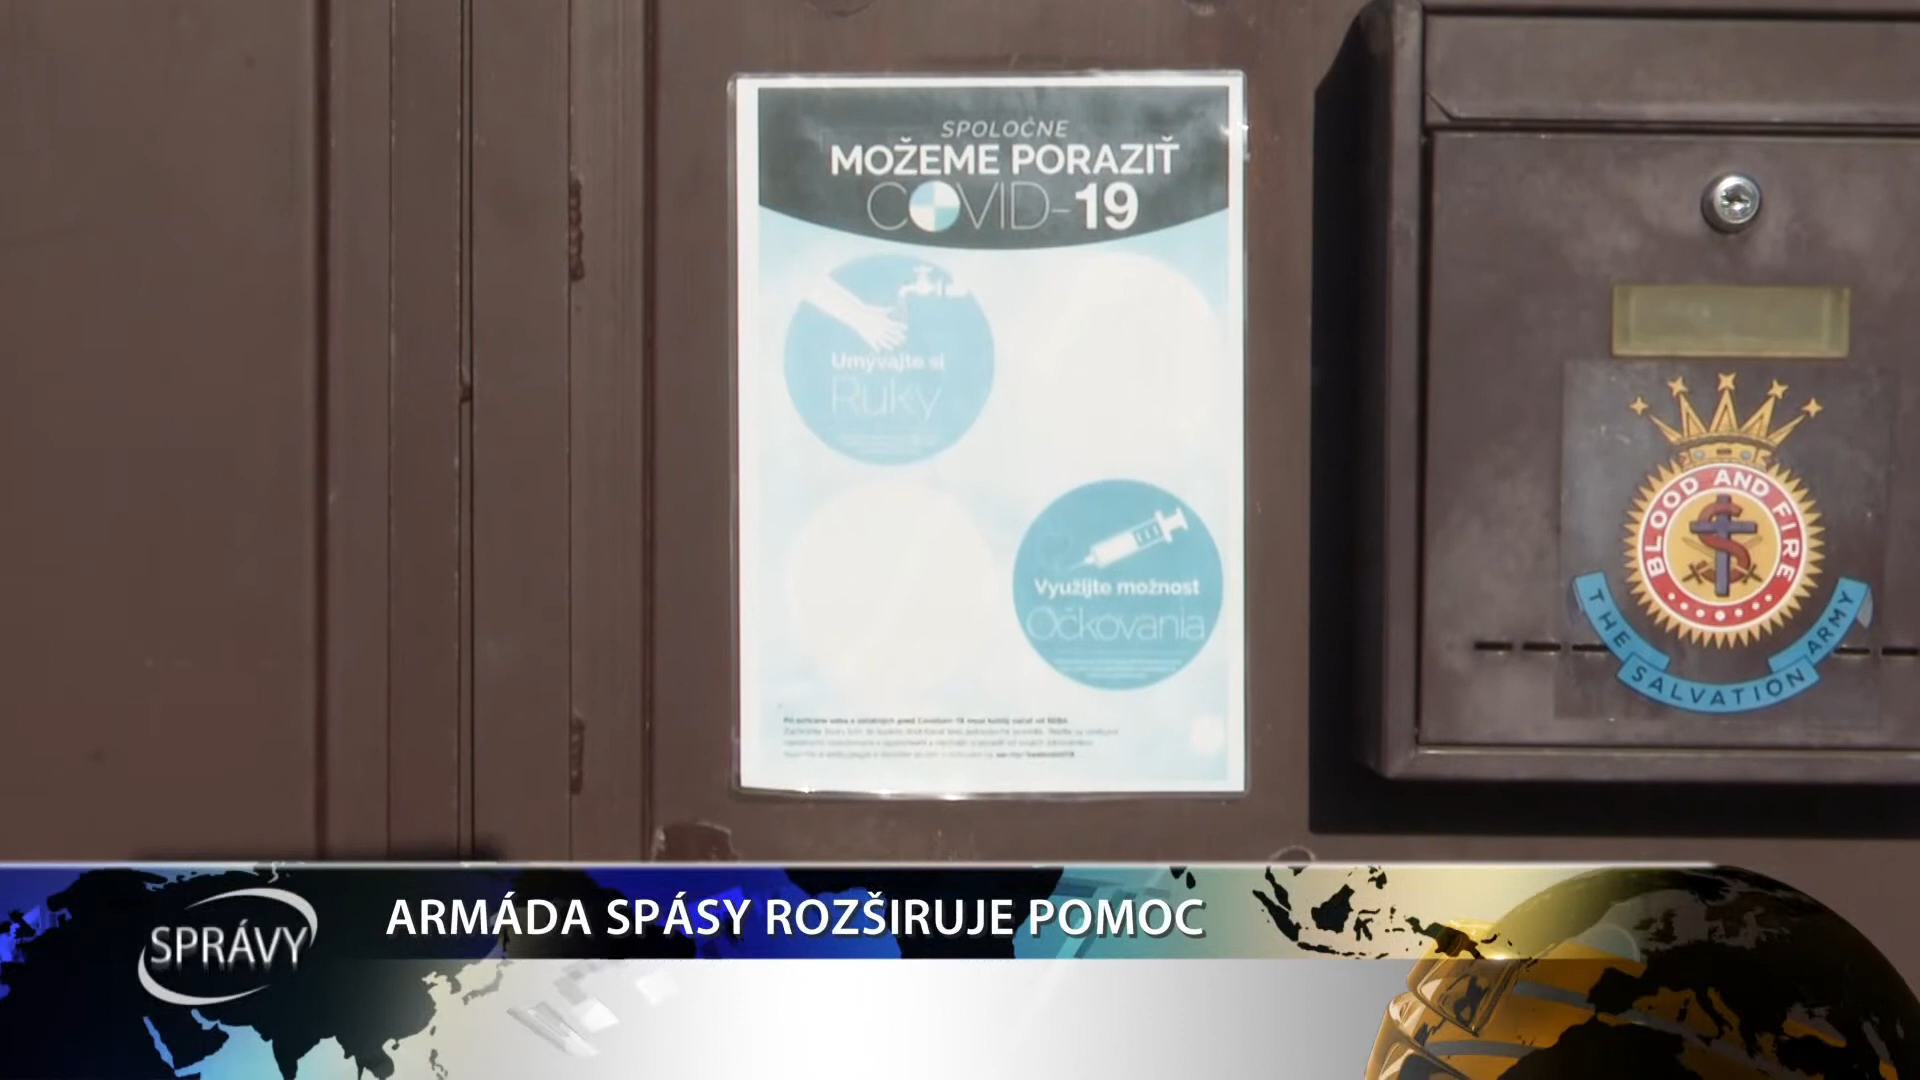 SPOLOČNE
MOŽEME PORAZIŤ
COVID-19
Umývajte si
Ruky
Využijte možnost
Očkovania
BLOOD AND FIRE
S
THE SALVATION ARMY
SPRÁVY
ARMÁDA SPÁSY ROZŠIRUJE POMOC